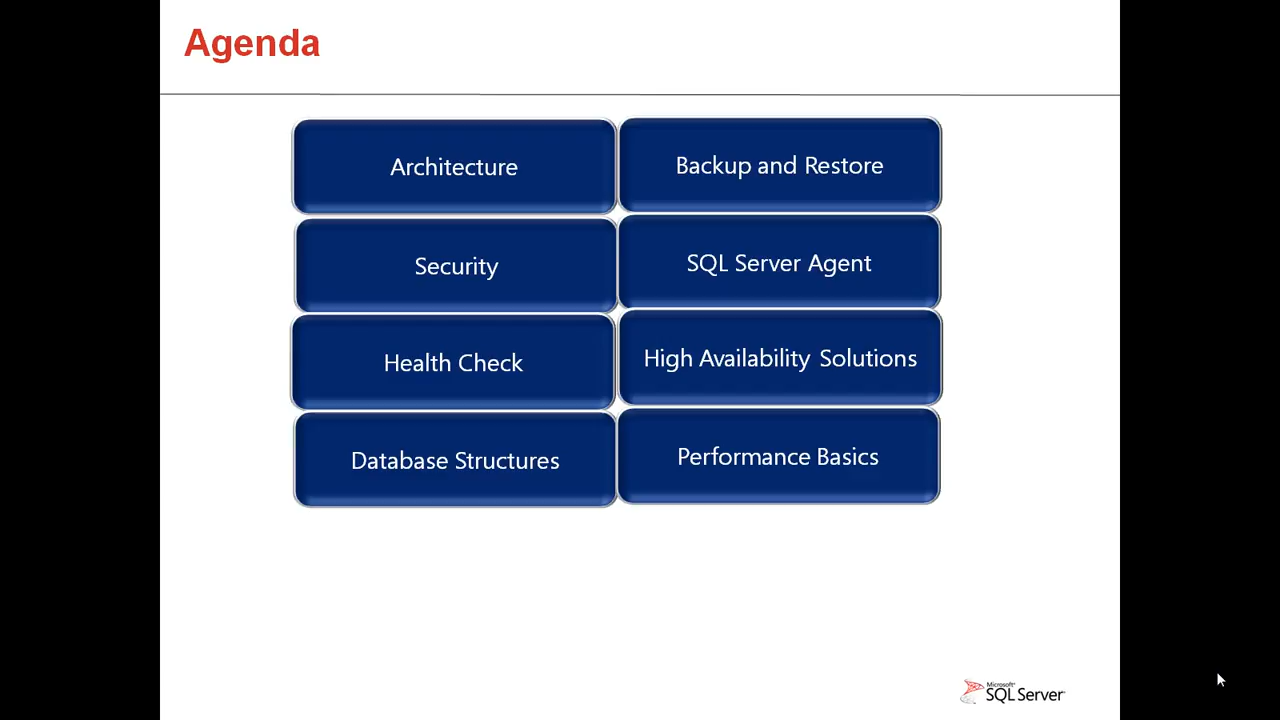 Agenda
Architecture
Backup and Restore
Security
SQL Server Agent
Health Check
High Availability Solutions
Database Structures
Performance Basics
Microsoft
SQL Server